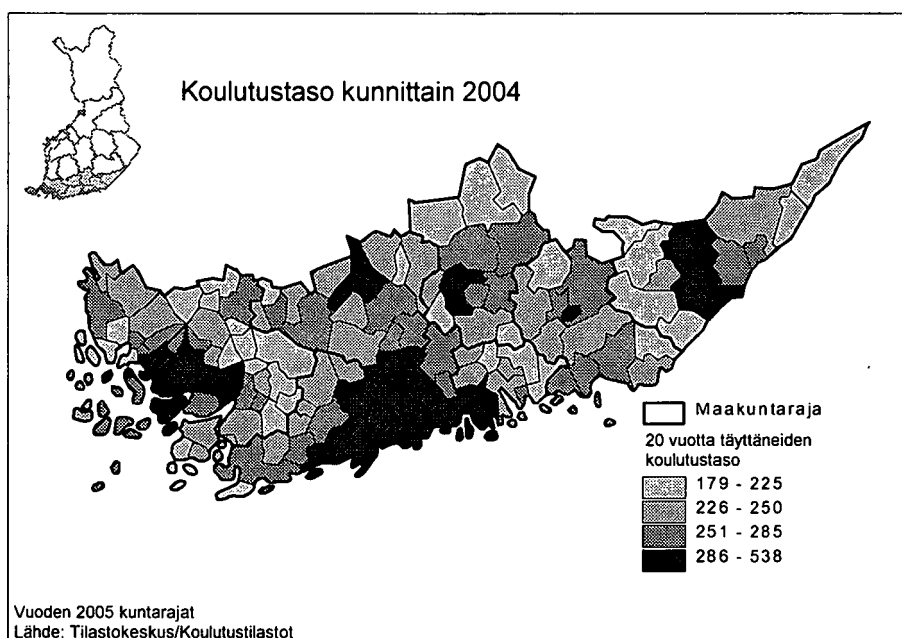 Koulutustaso kunnittain 2004
Maakuntaraja
20 vuotta täyttäneiden
koulutustaso
179 - 225
226 - 250
251 - 285
286 - 538
Vuoden 2005 kuntarajat
Lähde: Tilastokeskus/Koulutustilastot